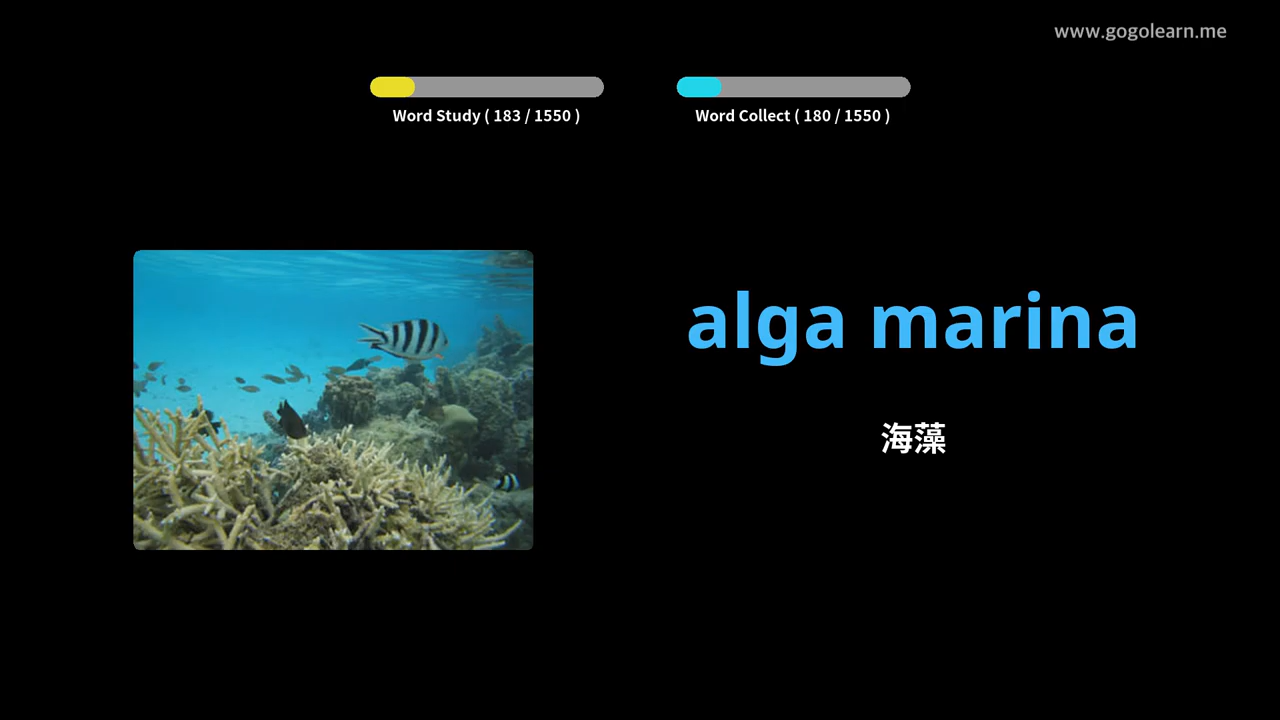 www.gogolearn.me
Word Study ( 183 / 1550 )
Word Collect ( 180 / 1550 )
alga marina
海藻